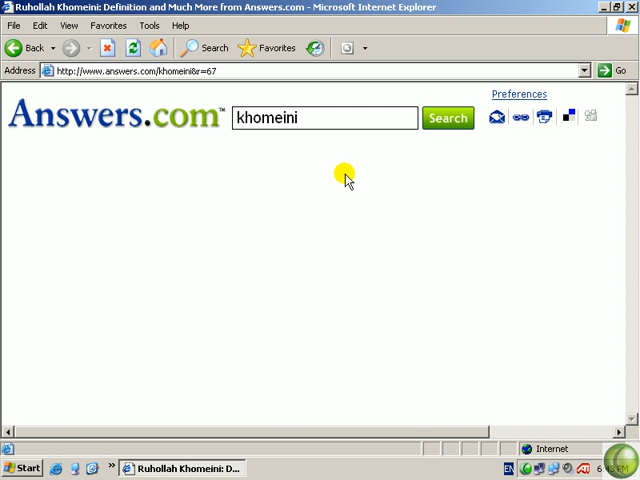 Ruhollah Khomeini: Definition and Much More from Answers.com - Microsoft Internet Explorer
File Edit View Favorites Tools Help
Back Search Favorites
Address http://www.answers.com/khomeini&r=67 Go
Preferences
Answers.com™ khomeini Search
Internet
Start » Ruhollah Khomeini: D... EN